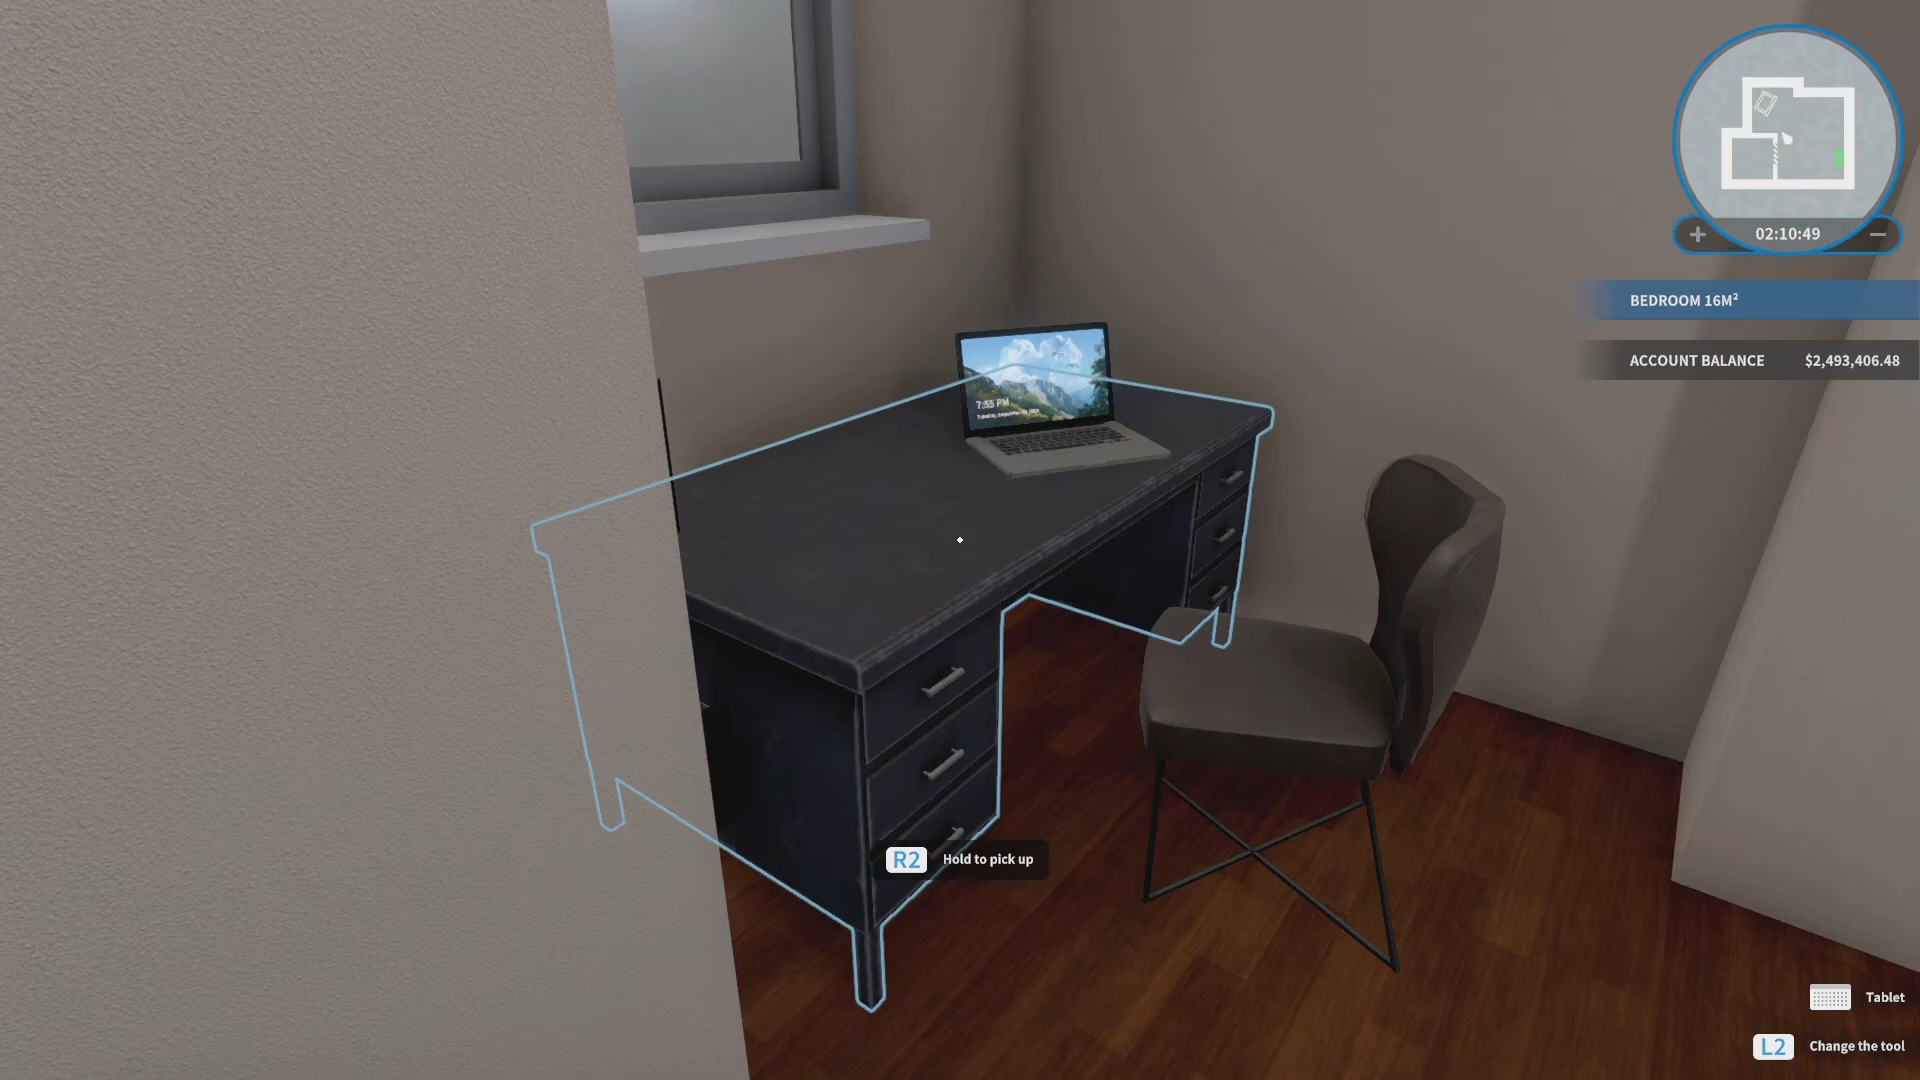 02:10:49
BEDROOM 16M²
ACCOUNT BALANCE $2,493,406.48
7:55 PM
R2 Hold to pick up
Tablet
L2 Change the tool